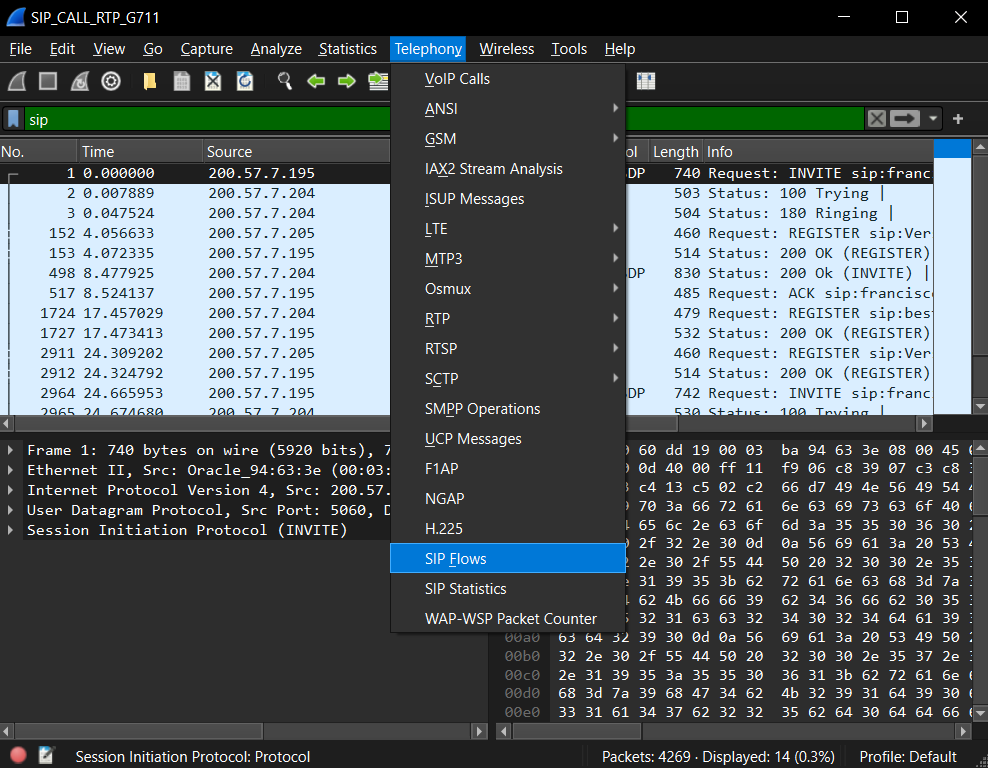 SIP_CALL_RTP_G711
File Edit View Go Capture Analyze Statistics Telephony Wireless Tools Help
sip
No. Time Source ol Length Info
1 0.000000 200.57.7.195 DP 740 Request: INVITE sip:franc
2 0.007889 200.57.7.204 503 Status: 100 Trying |
3 0.047524 200.57.7.204 504 Status: 180 Ringing |
152 4.056633 200.57.7.205 460 Request: REGISTER sip:Ver
153 4.072335 200.57.7.195 514 Status: 200 OK (REGISTER)
498 8.477925 200.57.7.204 DP 830 Status: 200 Ok (INVITE) |
517 8.524137 200.57.7.195 485 Request: ACK sip:francisc
1724 17.457029 200.57.7.204 479 Request: REGISTER sip:bes
1727 17.473413 200.57.7.195 532 Status: 200 OK (REGISTER)
2911 24.309202 200.57.7.205 460 Request: REGISTER sip:Ver
2912 24.324792 200.57.7.195 514 Status: 200 OK (REGISTER)
2964 24.665953 200.57.7.195 DP 742 Request: INVITE sip:franc
2965 24.674680 200.57.7.204 530 Status: 100 Trying |
VoIP Calls
ANSI
GSM
IAX2 Stream Analysis
ISUP Messages
LTE
MTP3
Osmux
RTP
RTSP
SCTP
SMPP Operations
UCP Messages
F1AP
NGAP
H.225
SIP Flows
SIP Statistics
WAP-WSP Packet Counter
Frame 1: 740 bytes on wire (5920 bits), 7
Ethernet II, Src: Oracle_94:63:3e (00:03:
Internet Protocol Version 4, Src: 200.57.
User Datagram Protocol, Src Port: 5060, D
Session Initiation Protocol (INVITE)
60 dd 19 00 03 ba 94 63 3e 08 00 45
0d 40 00 ff 11 f9 06 c8 39 07 c3 c8
c4 13 c5 02 c2 66 d7 49 4e 56 49 54
70 3a 66 72 61 6e 63 69 73 63 6f 40
65 6c 2e 63 6f 6d 3a 35 35 30 36 30
2f 32 2e 30 0d 0a 56 69 61 3a 20 53
2e 30 2f 55 44 50 20 32 30 30 2e 35
31 39 35 3b 62 72 61 6e 63 68 3d 7a
62 4b 66 66 39 62 34 36 66 62 30 35
32 31 63 63 32 34 30 32 34 64 61 39
00a0 63 64 32 39 30 0d 0a 56 69 61 3a 20 53 49 50
00b0 32 2e 30 2f 55 44 50 20 32 30 30 2e 35 37 2e
00c0 2e 31 39 35 3a 35 35 30 36 31 3b 62 72 61 6e
00d0 68 3d 7a 39 68 47 34 62 4b 32 39 31 64 39 30
00e0 33 31 61 34 37 62 32 32 35 62 64 30 64 64 66
Session Initiation Protocol: Protocol Packets: 4269 · Displayed: 14 (0.3%) Profile: Default